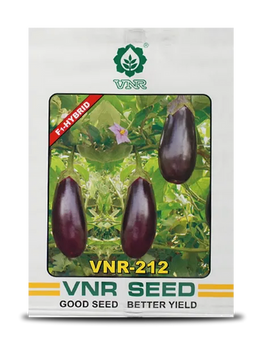 VNR
F1-HYBRID
VNR-212
VNR SEED
GOOD SEED BETTER YIELD